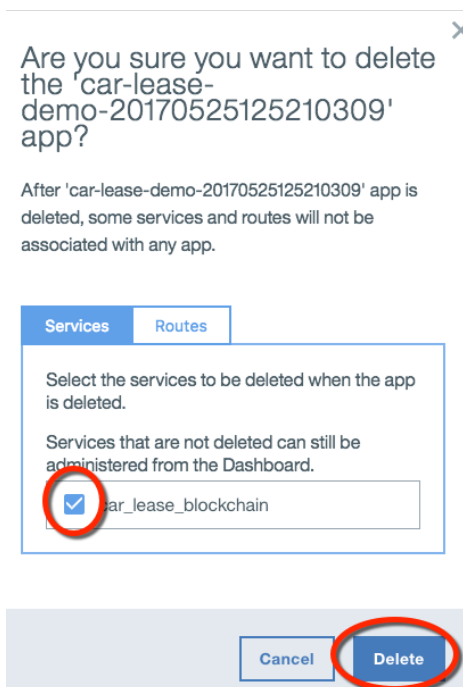 Are you sure you want to delete
the 'car-lease-
demo-20170525125210309'
app?
After 'car-lease-demo-20170525125210309' app is
deleted, some services and routes will not be
associated with any app.
Services Routes
Select the services to be deleted when the app
is deleted.
Services that are not deleted can still be
administered from the Dashboard.
car_lease_blockchain
Cancel Delete